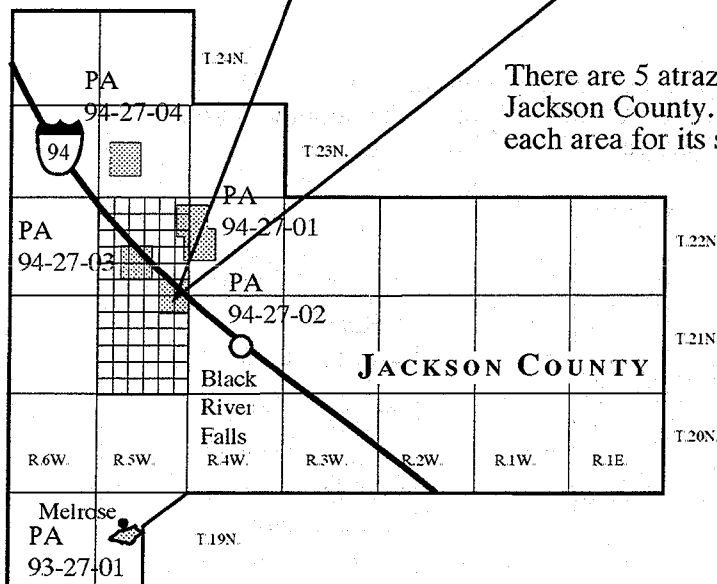 T.24N.
PA
94-27-04
There are 5
Jackson County.
each area for its
94
T.23N.
PA
94-27-01
PA
94-27-03
T.22N.
PA
94-27-02
T.21N.
JACKSON COUNTY
Black
River
Falls
T.20N.
R.6W. R.5W. R.4W. R.3W. R.2W. R.1W. R.1E.
Melrose
PA
93-27-01
T.19N.